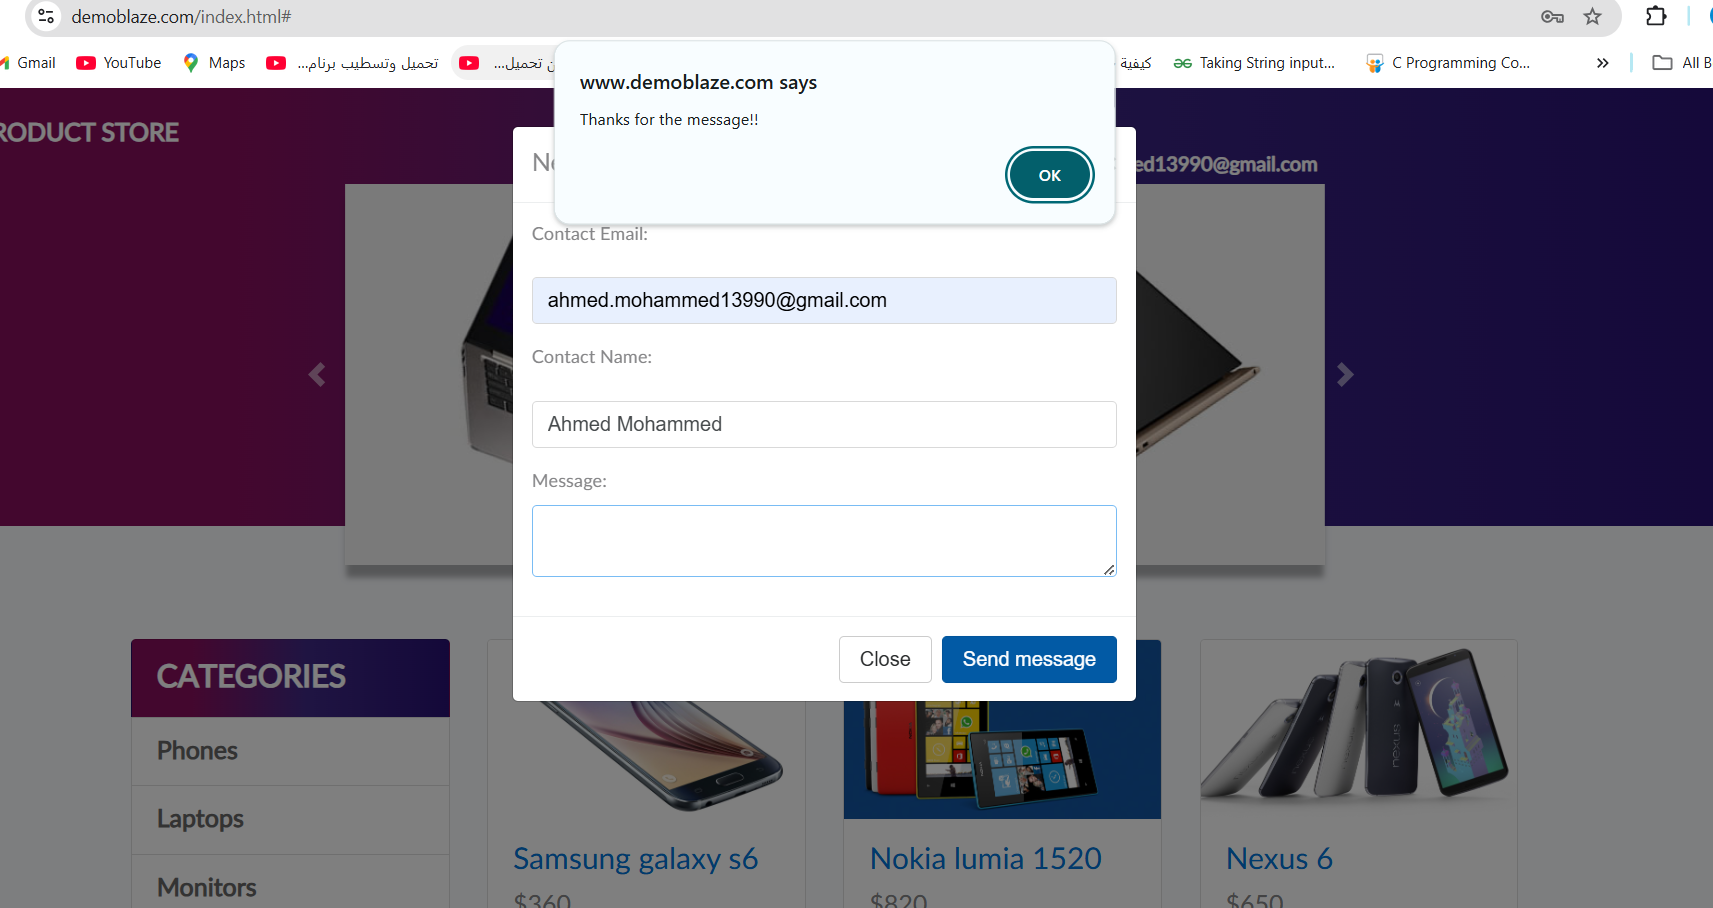 demoblaze.com/index.html#
Gmail
YouTube
Maps
تحميل وتسطيب برنام...
ن تحميل...
كيفية
Taking String input...
C Programming Co...
»
All B
www.demoblaze.com says
Thanks for the message!!
OK
RODUCT STORE
Ne
ed13990@gmail.com
Contact Email:
ahmed.mohammed13990@gmail.com
Contact Name:
Ahmed Mohammed
Message:
Close
Send message
CATEGORIES
Phones
Laptops
Monitors
Samsung galaxy s6
$360
Nokia lumia 1520
$820
Nexus 6
$650